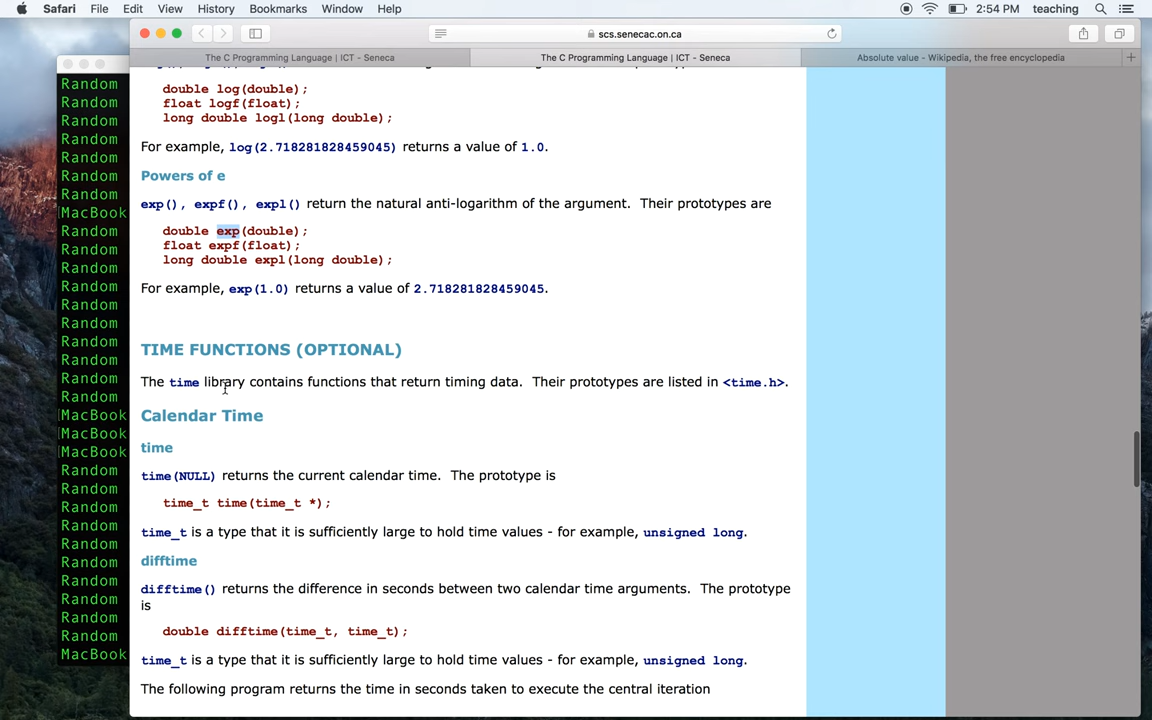 Safari File Edit View History Bookmarks Window Help 2:54 PM teaching
scs.senecac.on.ca
The C Programming Language | ICT - Seneca The C Programming Language | ICT - Seneca Absolute value - Wikipedia, the free encyclopedia
Random
Random
Random
Random
Random
Random
Random
MacBook
Random
Random
Random
Random
Random
Random
Random
Random
Random
Random
MacBook
MacBook
MacBook
Random
Random
Random
Random
Random
Random
Random
Random
Random
Random
MacBook
double log(double);
float logf(float);
long double logl(long double);
For example, log(2.718281828459045) returns a value of 1.0.
Powers of e
exp(), expf(), expl() return the natural anti-logarithm of the argument. Their prototypes are
double exp(double);
float expf(float);
long double expl(long double);
For example, exp(1.0) returns a value of 2.718281828459045.
TIME FUNCTIONS (OPTIONAL)
The time library contains functions that return timing data. Their prototypes are listed in <time.h>.
Calendar Time
time
time(NULL) returns the current calendar time. The prototype is
time_t time(time_t *);
time_t is a type that it is sufficiently large to hold time values - for example, unsigned long.
difftime
difftime() returns the difference in seconds between two calendar time arguments. The prototype
is
double difftime(time_t, time_t);
time_t is a type that it is sufficiently large to hold time values - for example, unsigned long.
The following program returns the time in seconds taken to execute the central iteration